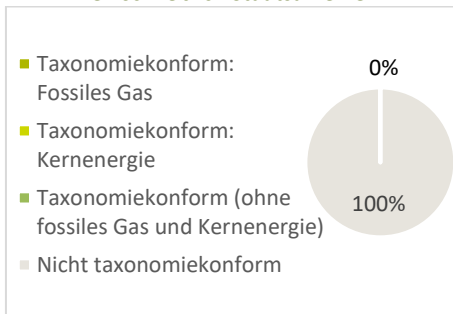 Taxonomiekonform:
Fossiles Gas
Taxonomiekonform:
Kernenergie
Taxonomiekonform (ohne
fossiles Gas und Kernenergie)
Nicht taxonomiekonform
0%
100%